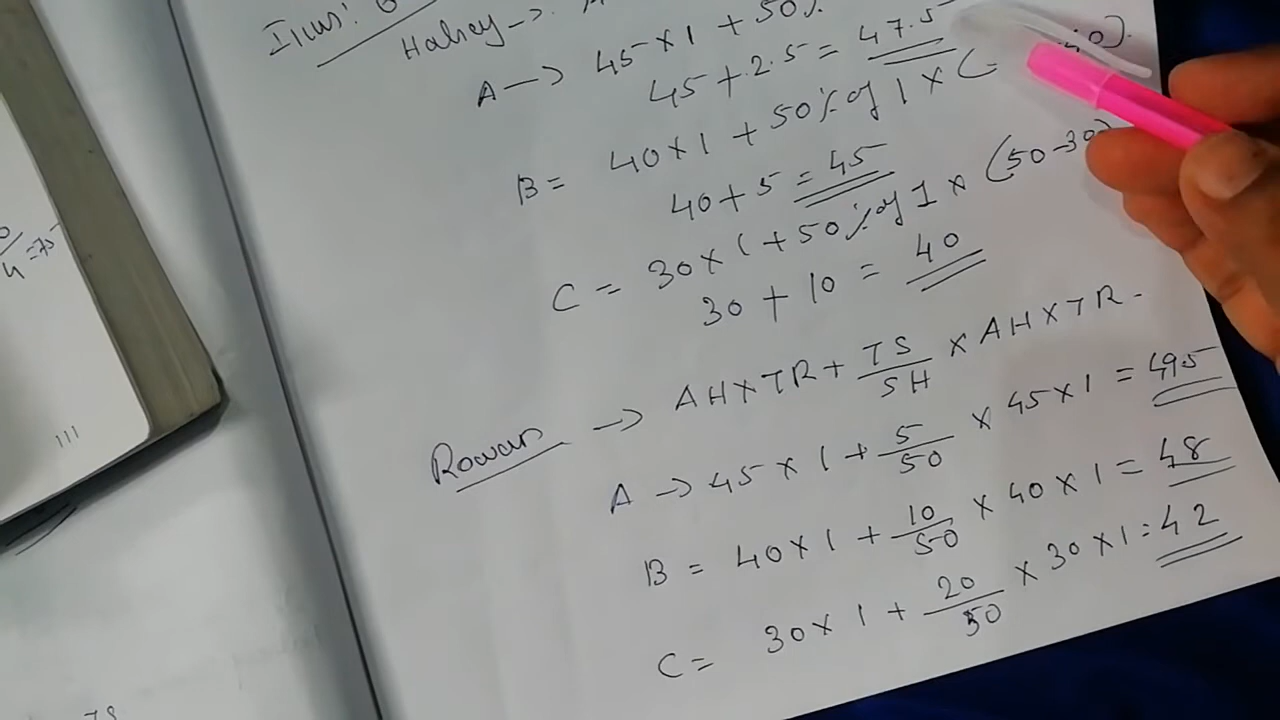 Illus: 6
Halsey →
A → 45 × 1 + 50%
45 + 2.5 = 47.5
B = 40 × 1 + 50% of 1 × (
40 + 5 = 45
C = 30 × 1 + 50% of 1 × (50 - 30)
30 + 10 = 40
Rowan → AH × TR + TS/SH × AH × TR
A → 45 × 1 + 5/50 × 45 × 1 = 49.5
B = 40 × 1 + 10/50 × 40 × 1 = 48
C = 30 × 1 + 20/50 × 30 × 1 = 42
111